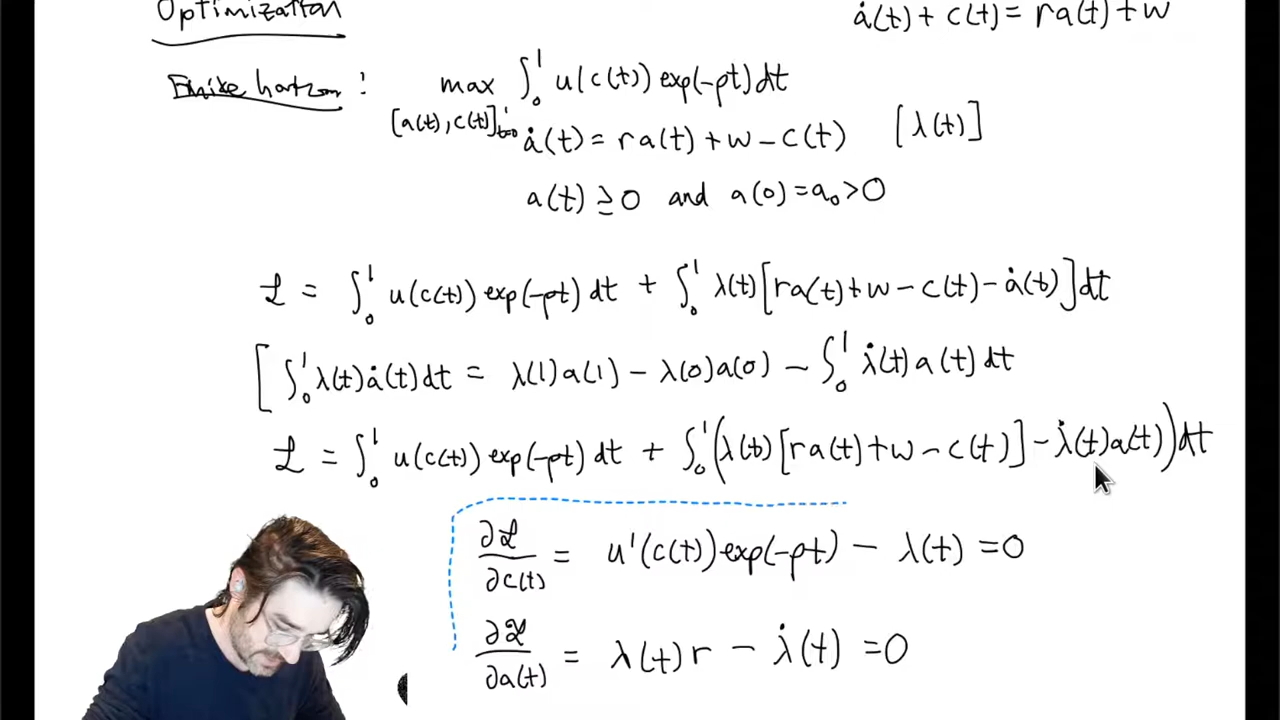 Optimization
ȧ(t) + c(t) = ra(t) + w
Finite horizon : max ∫₀¹ u(c(t)) exp(-ρt) dt
[a(t), c(t)]¹ₜ₌₀ ȧ(t) = ra(t) + w - c(t) [λ(t)]
a(t) ≥ 0 and a(0) = a₀ > 0
ℒ = ∫₀¹ u(c(t)) exp(-ρt) dt + ∫₀¹ λ(t)[ra(t) + w - c(t) - ȧ(t)] dt
[ ∫₀¹ λ(t)ȧ(t) dt = λ(1)a(1) - λ(0)a(0) - ∫₀¹ λ̇(t) a(t) dt
ℒ = ∫₀¹ u(c(t)) exp(-ρt) dt + ∫₀¹ (λ(t)[ra(t) + w - c(t)] - λ̇(t)a(t)) dt
∂ℒ/∂c(t) = u'(c(t)) exp(-ρt) - λ(t) = 0
∂ℒ/∂a(t) = λ(t) r - λ̇(t) = 0